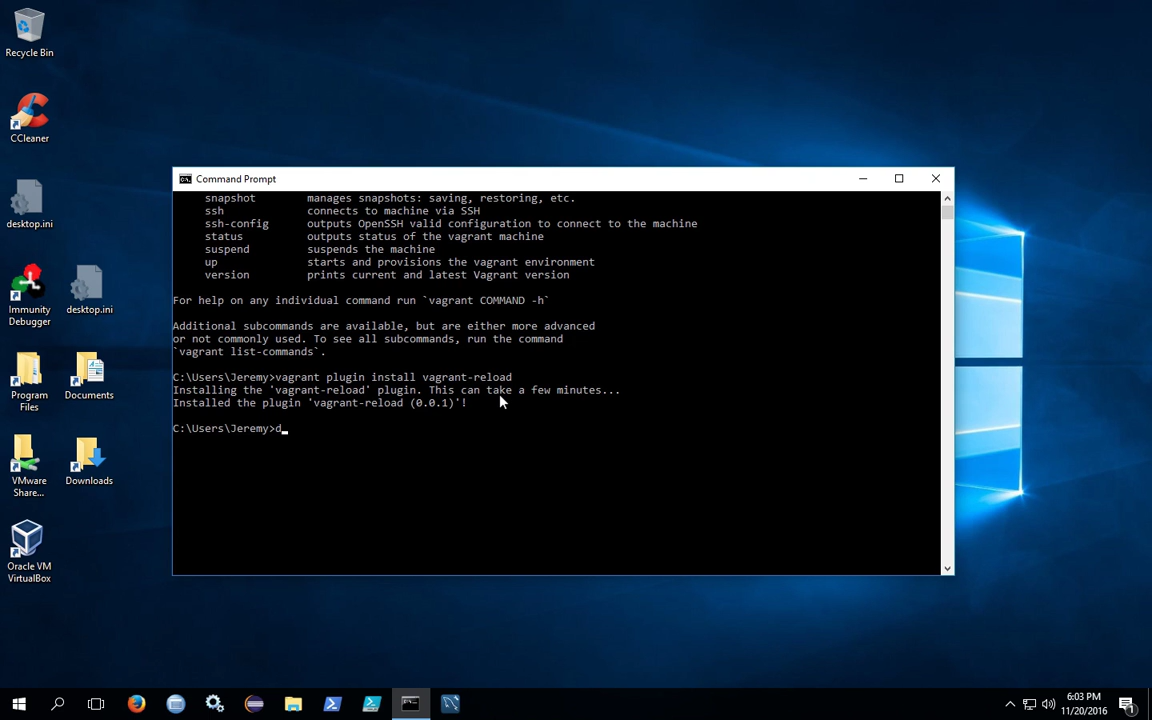 Recycle Bin
CCleaner
desktop.ini
Immunity
Debugger
desktop.ini
Program
Files
Documents
VMware
Share...
Downloads
Oracle VM
VirtualBox
Command Prompt
snapshot manages snapshots: saving, restoring, etc.
ssh connects to machine via SSH
ssh-config outputs OpenSSH valid configuration to connect to the machine
status outputs status of the vagrant machine
suspend suspends the machine
up starts and provisions the vagrant environment
version prints current and latest Vagrant version
For help on any individual command run `vagrant COMMAND -h`
Additional subcommands are available, but are either more advanced
or not commonly used. To see all subcommands, run the command
`vagrant list-commands`.
C:\Users\Jeremy>vagrant plugin install vagrant-reload
Installing the 'vagrant-reload' plugin. This can take a few minutes...
Installed the plugin 'vagrant-reload (0.0.1)'!
C:\Users\Jeremy>d_
6:03 PM
11/20/2016
1